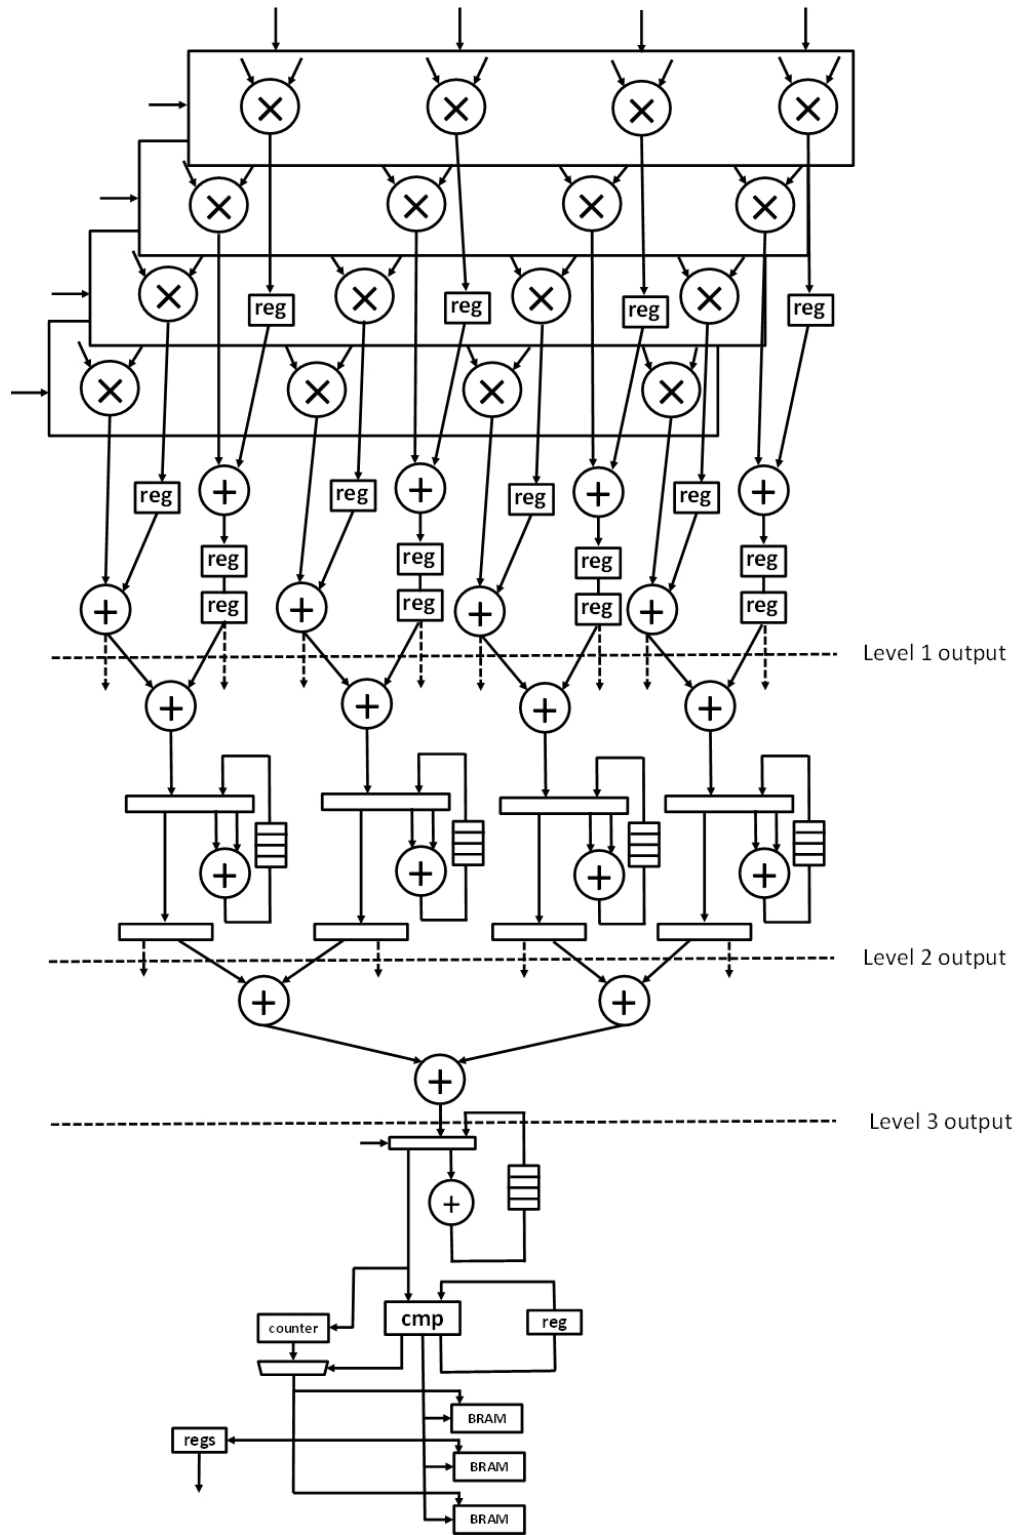 ×
×
×
×
×
×
×
×
×
×
×
×
reg
reg
reg
reg
×
×
×
×
reg
+
reg
+
reg
+
reg
+
reg
reg
reg
reg
+
reg
+
reg
+
reg
+
reg
Level 1 output
+
+
+
+
+
+
+
+
Level 2 output
+
+
+
Level 3 output
+
cmp
reg
counter
BRAM
regs
BRAM
BRAM